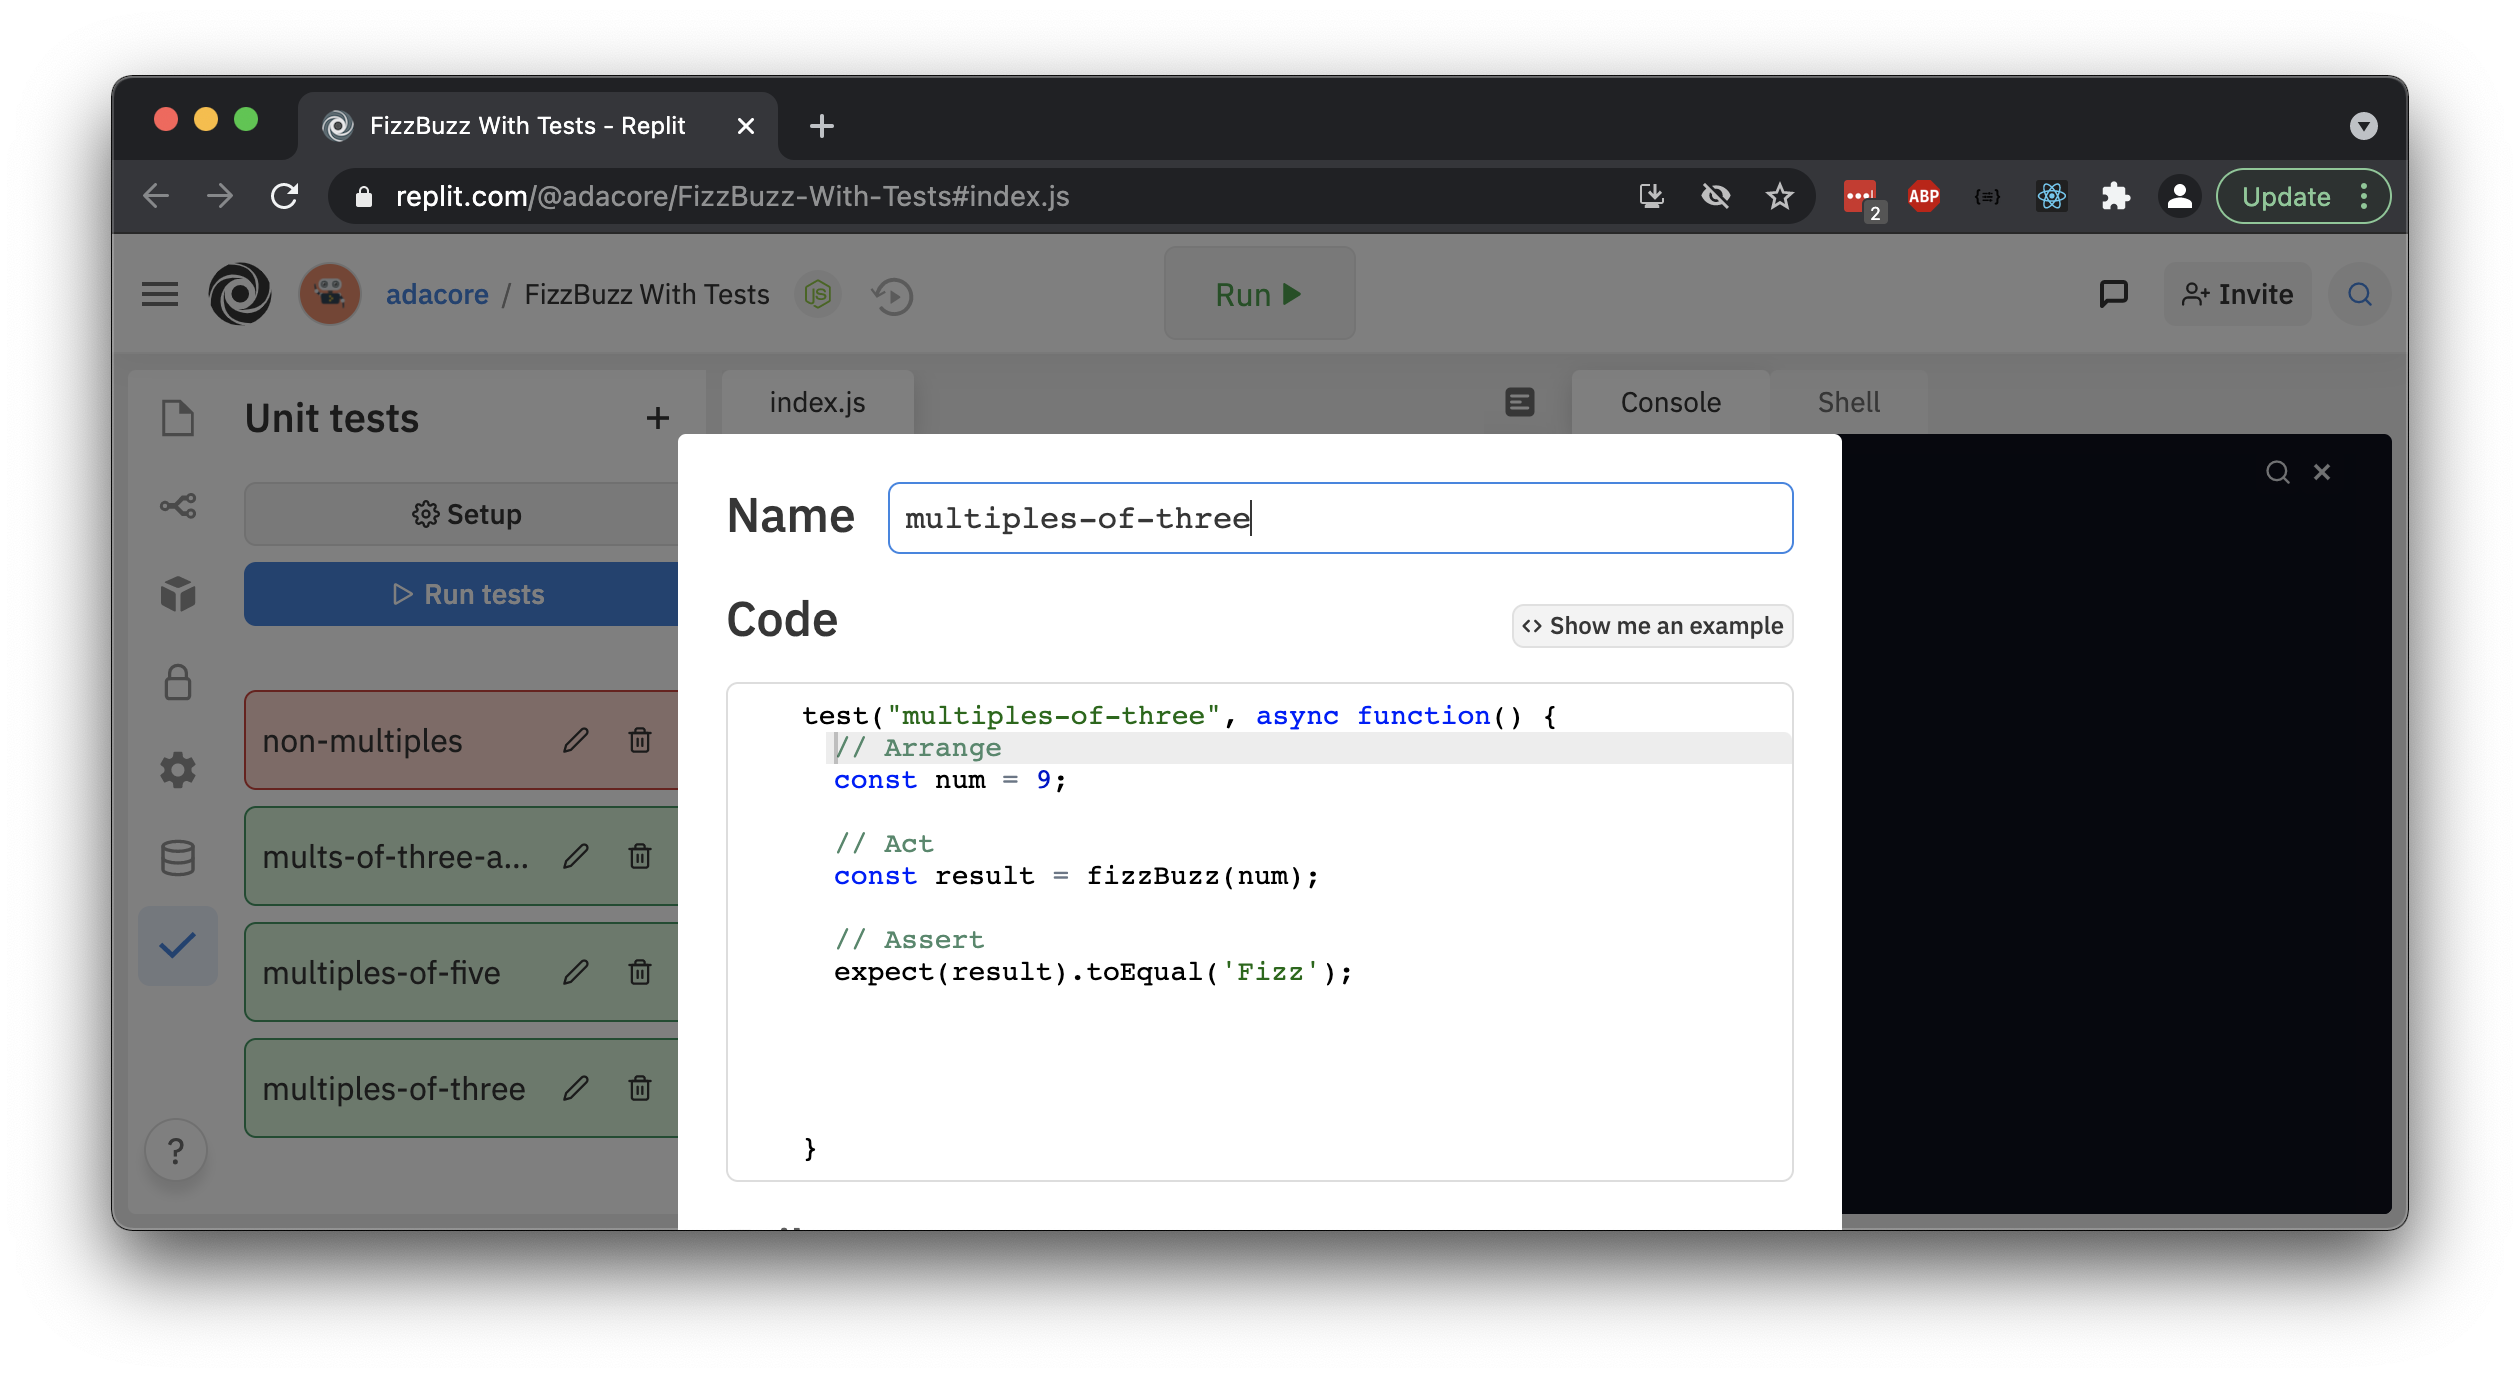 FizzBuzz With Tests - Replit
replit.com/@adacore/FizzBuzz-With-Tests#index.js
2
ABP
{≡}
Update
adacore / FizzBuzz With Tests
JS
Run
Invite
Unit tests
+
index.js
Console
Shell
Setup
Run tests
non-multiples
mults-of-three-a...
multiples-of-five
multiples-of-three
?
Name
multiples-of-three
Code
<> Show me an example
test("multiples-of-three", async function() {
// Arrange
const num = 9;
// Act
const result = fizzBuzz(num);
// Assert
expect(result).toEqual('Fizz');
}